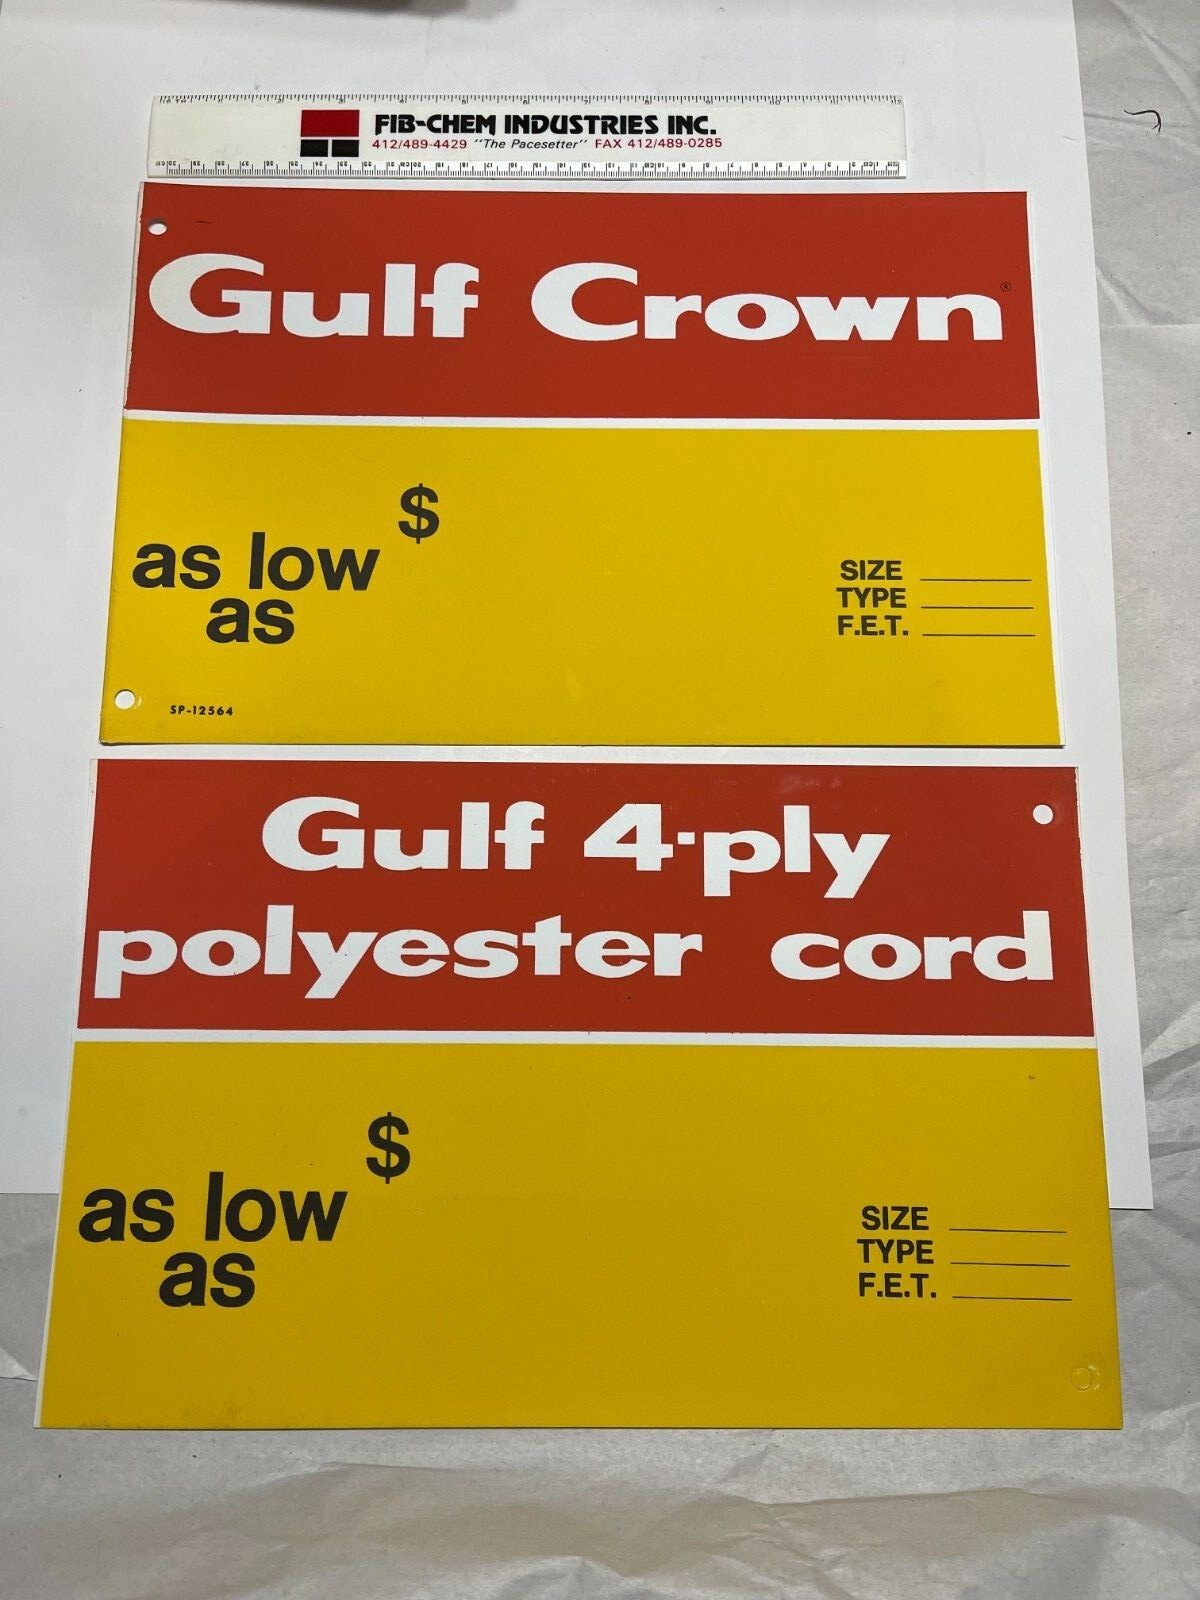 FIB-CHEM INDUSTRIES INC.
412/489-4429 "The Pacesetter" FAX 412/489-0285
Gulf Crown®
$
as low
as
SIZE
TYPE
F.E.T.
SP-12564
Gulf 4-ply
polyester cord
$
as low
as
SIZE
TYPE
F.E.T.